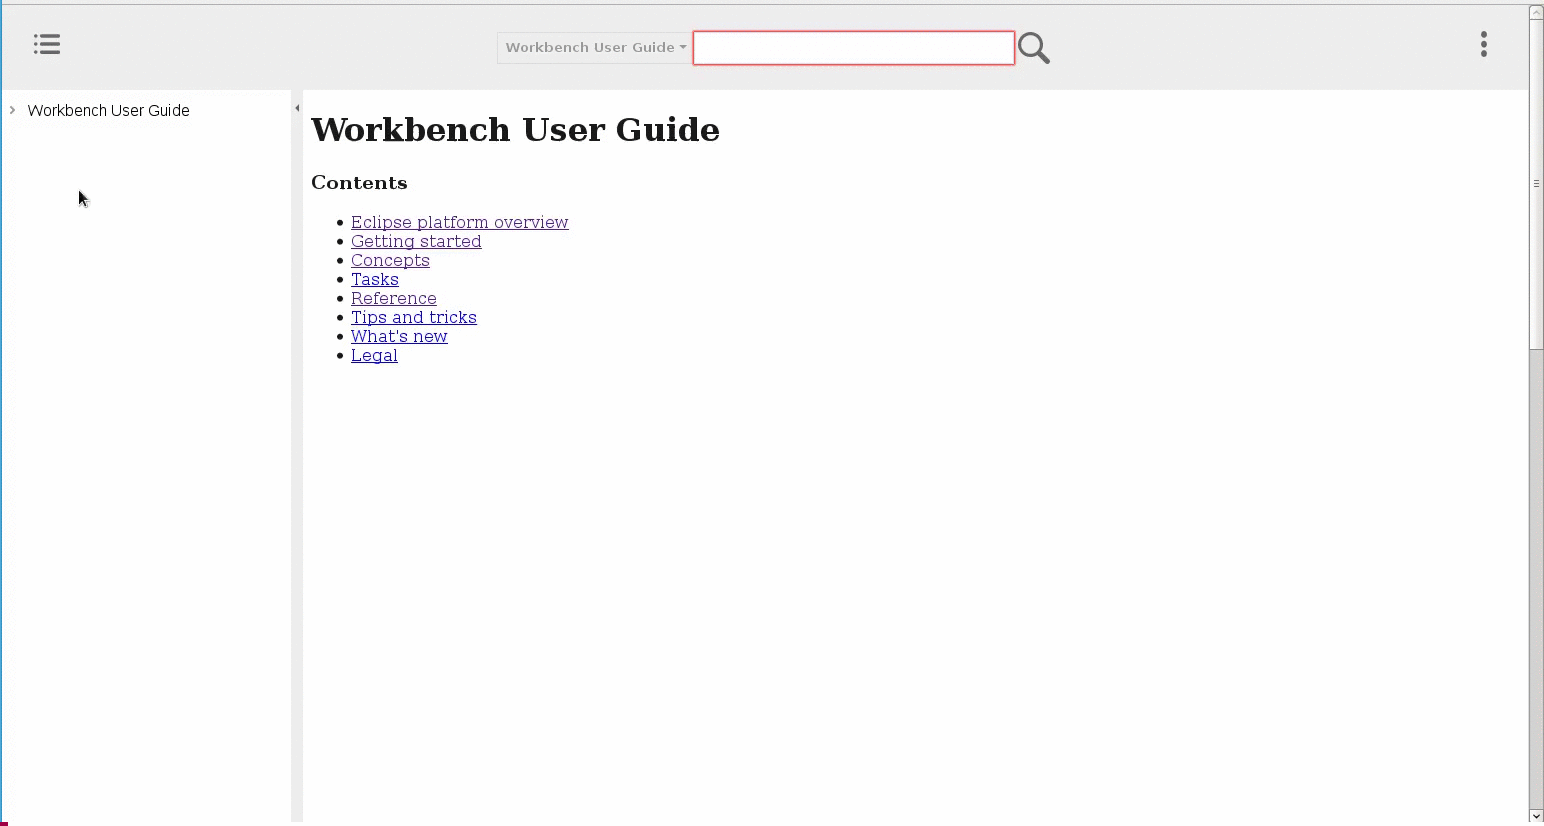 Workbench User Guide
Workbench User Guide
Workbench User Guide
Contents
Eclipse platform overview
Getting started
Concepts
Tasks
Reference
Tips and tricks
What's new
Legal